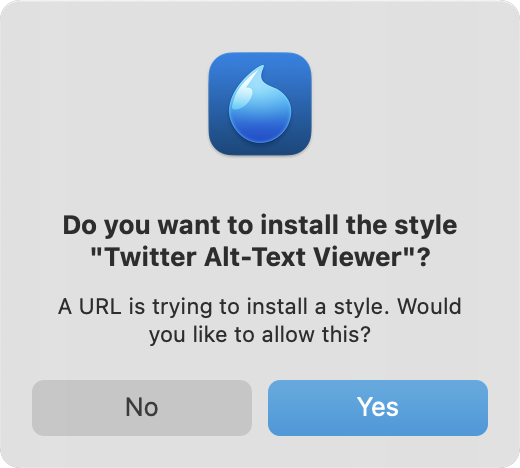 Do you want to install the style
"Twitter Alt-Text Viewer"?
A URL is trying to install a style. Would
you like to allow this?
No
Yes